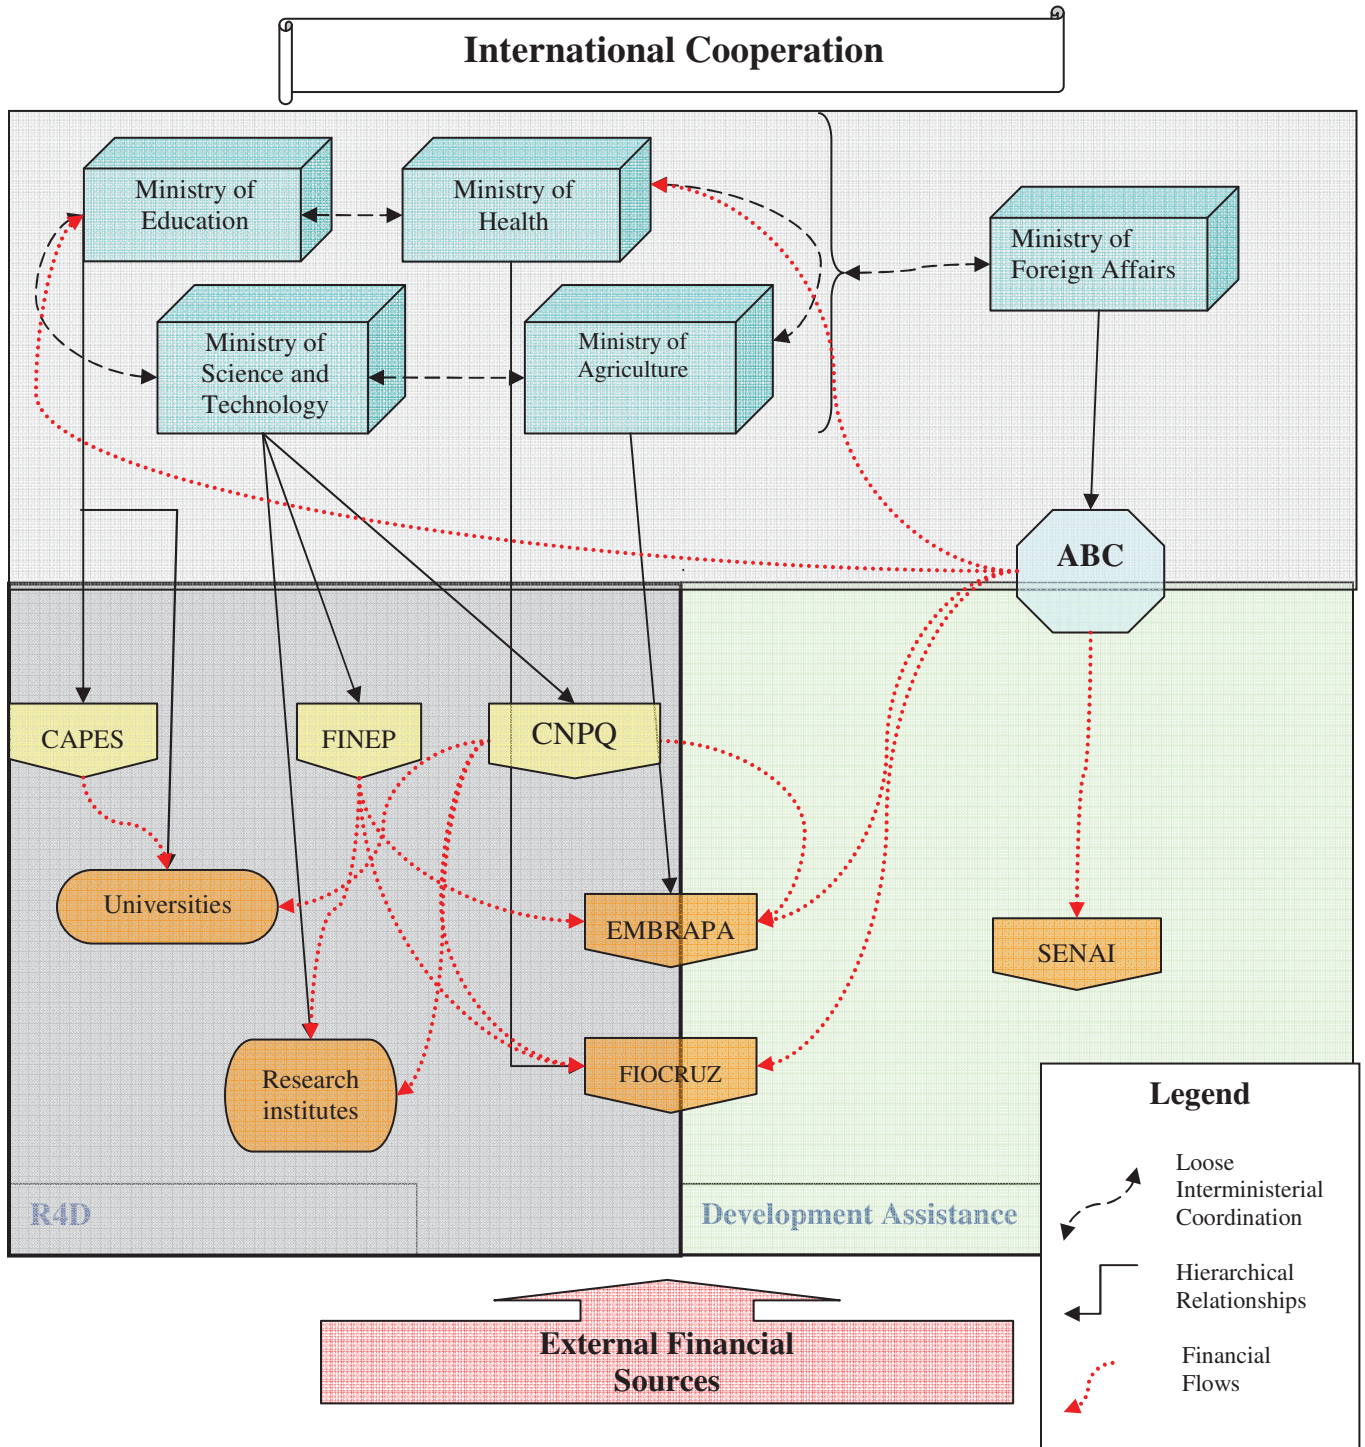 International Cooperation
Ministry of
Education
Ministry of
Health
Ministry of
Foreign Affairs
Ministry of
Science and
Technology
Ministry of
Agriculture
ABC
CAPES
FINEP
CNPQ
Universities
EMBRAPA
SENAI
Research
institutes
FIOCRUZ
R4D
Development Assistance
Legend
Loose
Interministerial
Coordination
Hierarchical
Relationships
Financial
Flows
External Financial
Sources